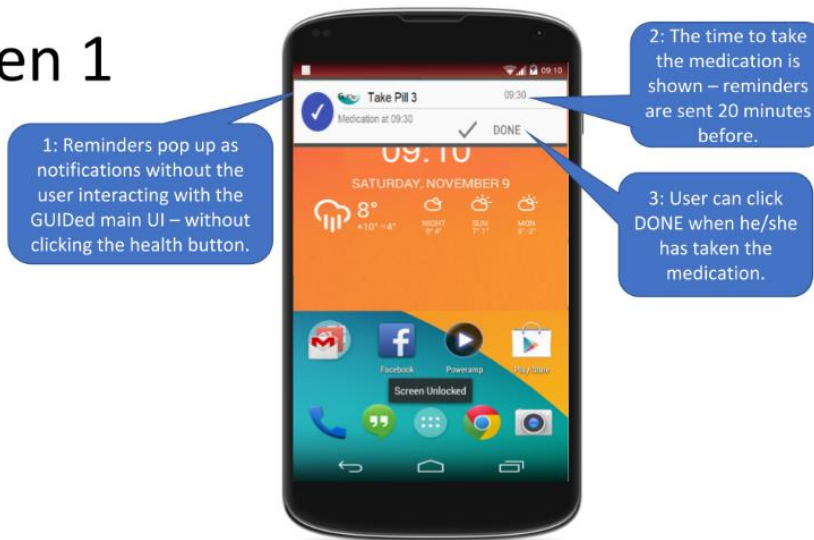 en 1
1: Reminders pop up as
notifications without the
user interacting with the
GUIDed main UI – without
clicking the health button.
2: The time to take
the medication is
shown – reminders
are sent 20 minutes
before.
3: User can click
DONE when he/she
has taken the
medication.
09:10
Take Pill 3
09:30
Medication at 09:30
DONE
09:10
SATURDAY, NOVEMBER 9
8°
NIGHT
SUN
MON
Facebook
Poweramp
Play Store
Screen Unlocked